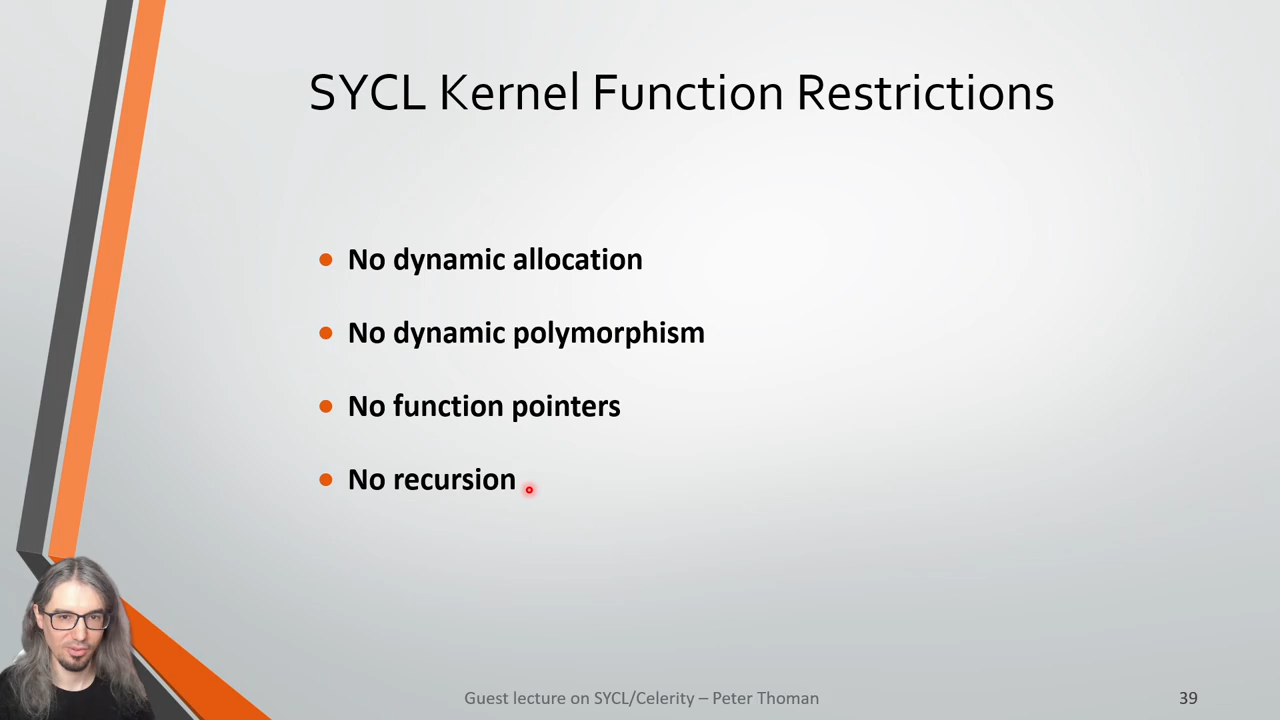 SYCL Kernel Function Restrictions
No dynamic allocation
No dynamic polymorphism
No function pointers
No recursion
Guest lecture on SYCL/Celerity – Peter Thoman
39